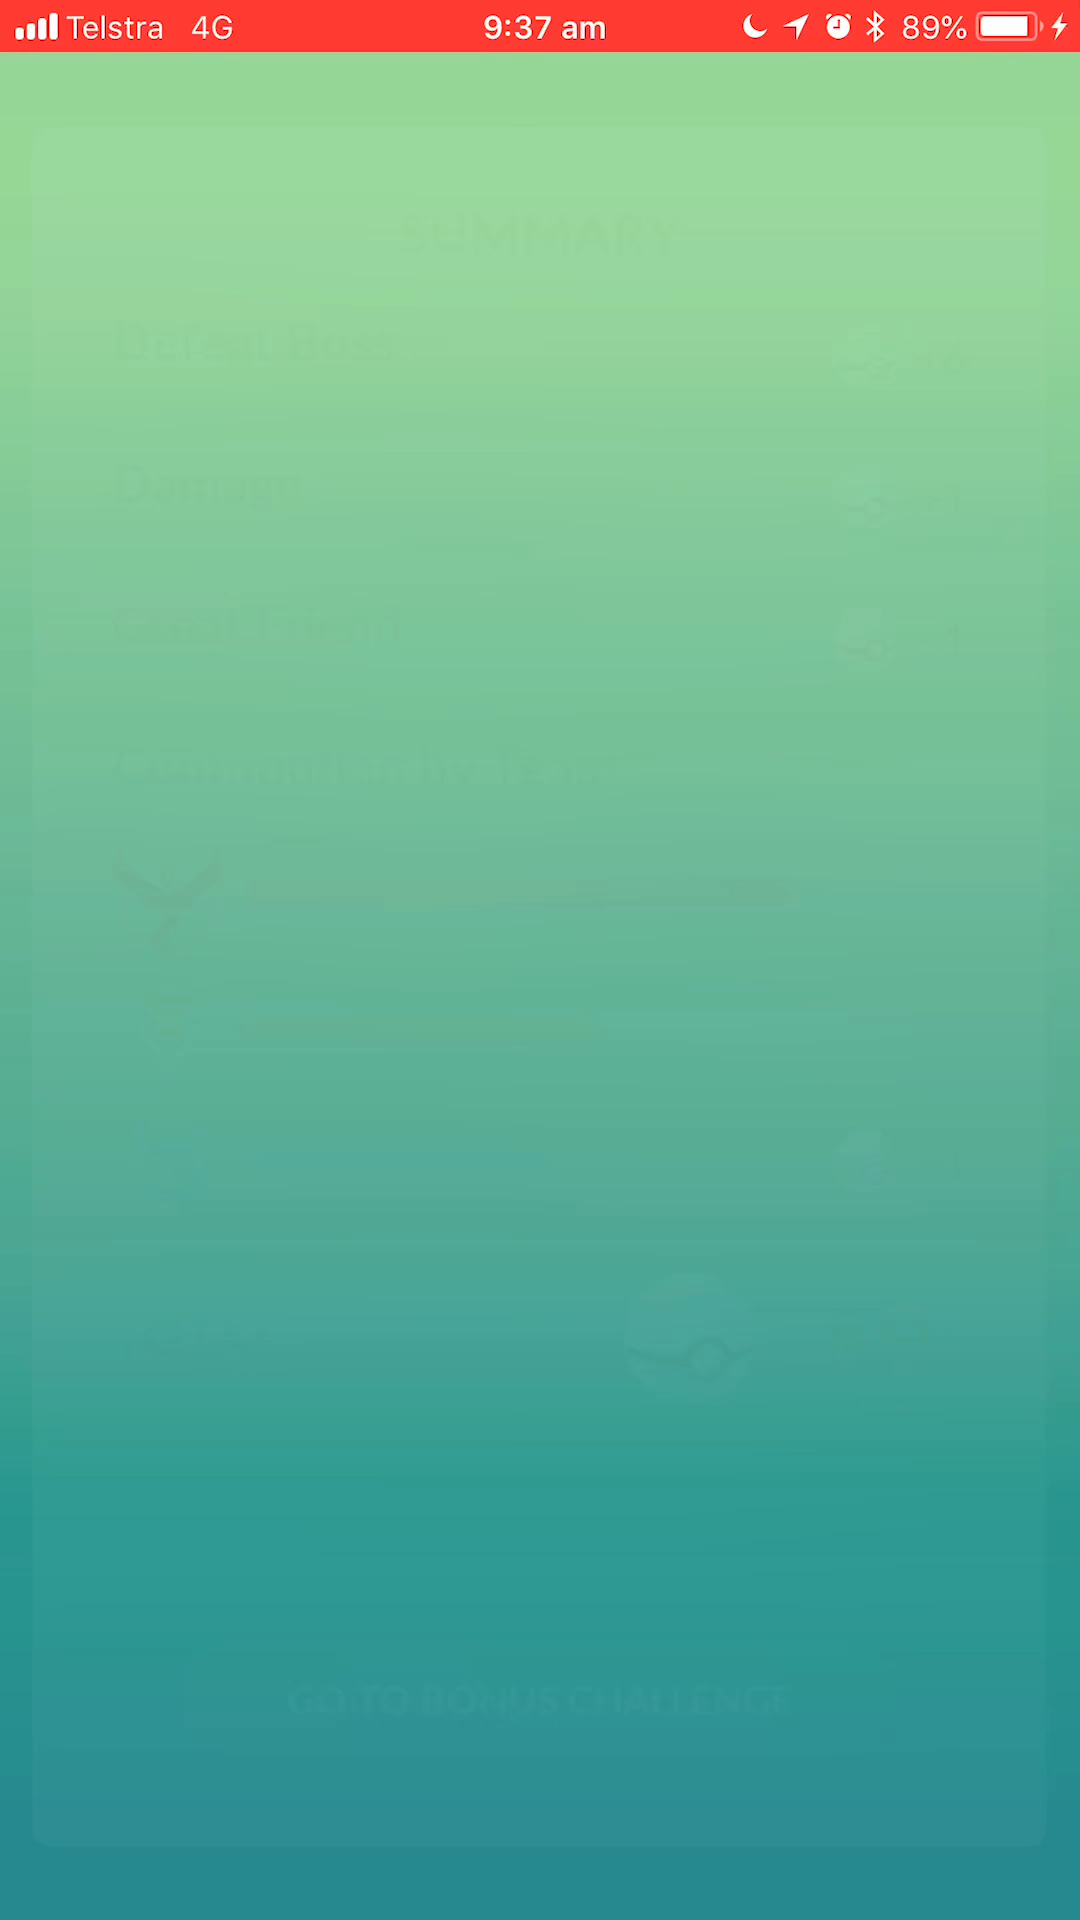 Telstra 4G 9:37 am 89%
SUMMARY
Defeat Boss
Damage
Great Friend
Contribution by Team
GO TO BONUS CHALLENGE